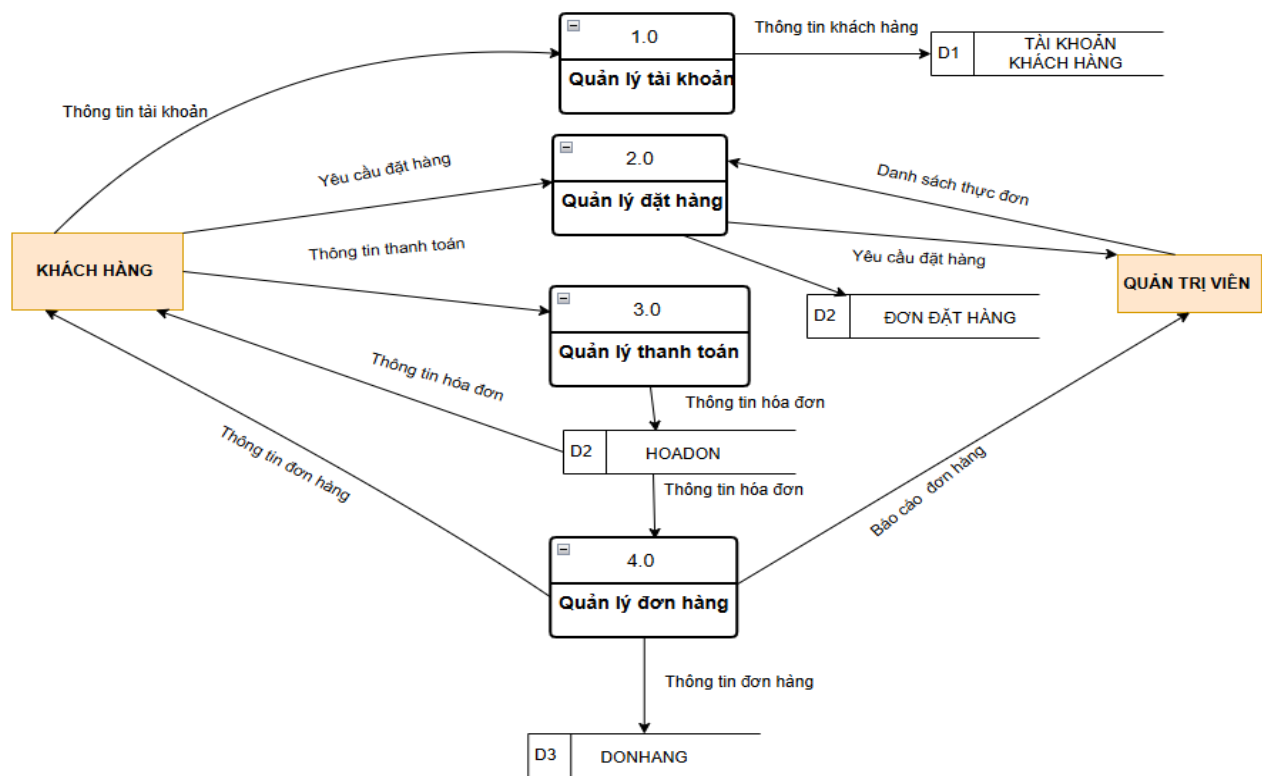 1.0
Quản lý tài khoản
Thông tin khách hàng
D1
TÀI KHOẢN
KHÁCH HÀNG
Thông tin tài khoản
2.0
Quản lý đặt hàng
Yêu cầu đặt hàng
Danh sách thực đơn
Thông tin thanh toán
Yêu cầu đặt hàng
KHÁCH HÀNG
QUẢN TRỊ VIÊN
3.0
Quản lý thanh toán
D2
ĐƠN ĐẶT HÀNG
Thông tin hóa đơn
Thông tin hóa đơn
D2
HOADON
Thông tin đơn hàng
Thông tin hóa đơn
Báo cáo đơn hàng
4.0
Quản lý đơn hàng
Thông tin đơn hàng
D3
DONHANG